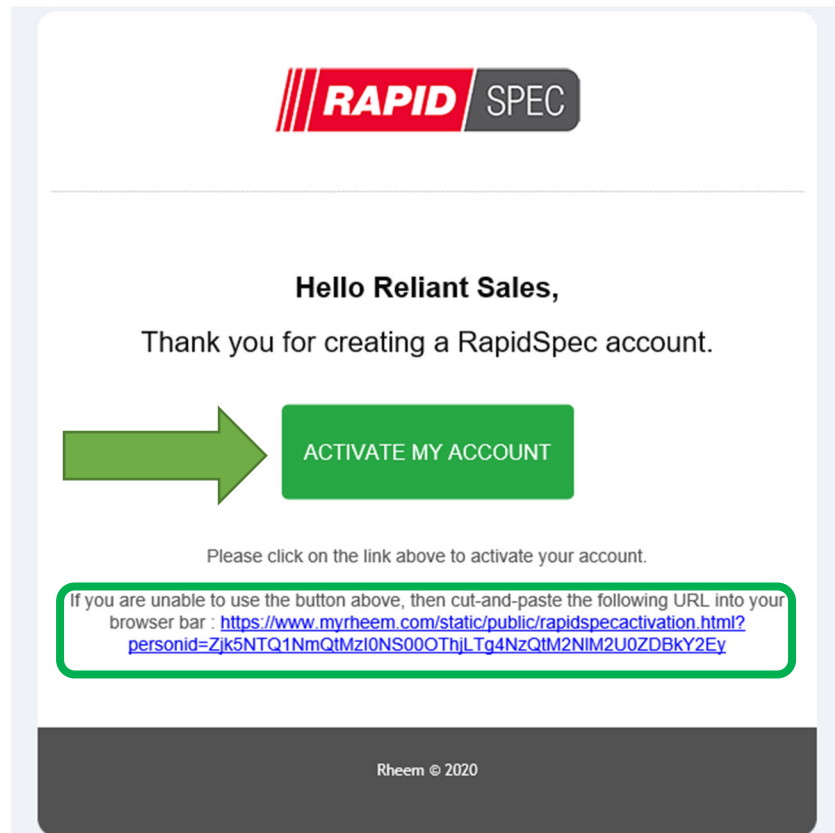 RAPID SPEC
Hello Reliant Sales,
Thank you for creating a RapidSpec account.
ACTIVATE MY ACCOUNT
Please click on the link above to activate your account.
If you are unable to use the button above, then cut-and-paste the following URL into your
browser bar : https://www.myrheem.com/static/public/rapidspecactivation.html?
personid=Zjk5NTQ1NmQtMzI0NS00OThjLTg4NzQtM2NlM2U0ZDBkY2Ey
Rheem © 2020